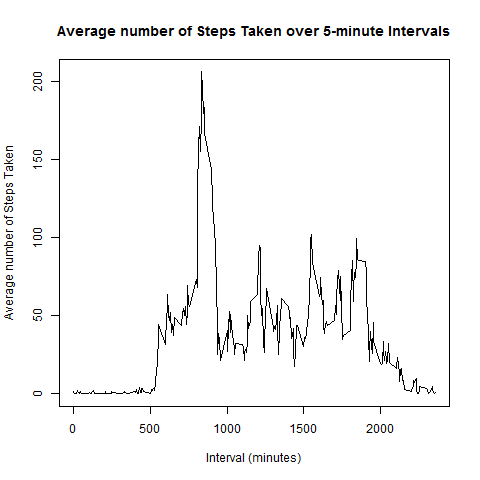 Average number of Steps Taken over 5-minute Intervals
Average number of Steps Taken
200
150
100
50
0
0 500 1000 1500 2000
Interval (minutes)